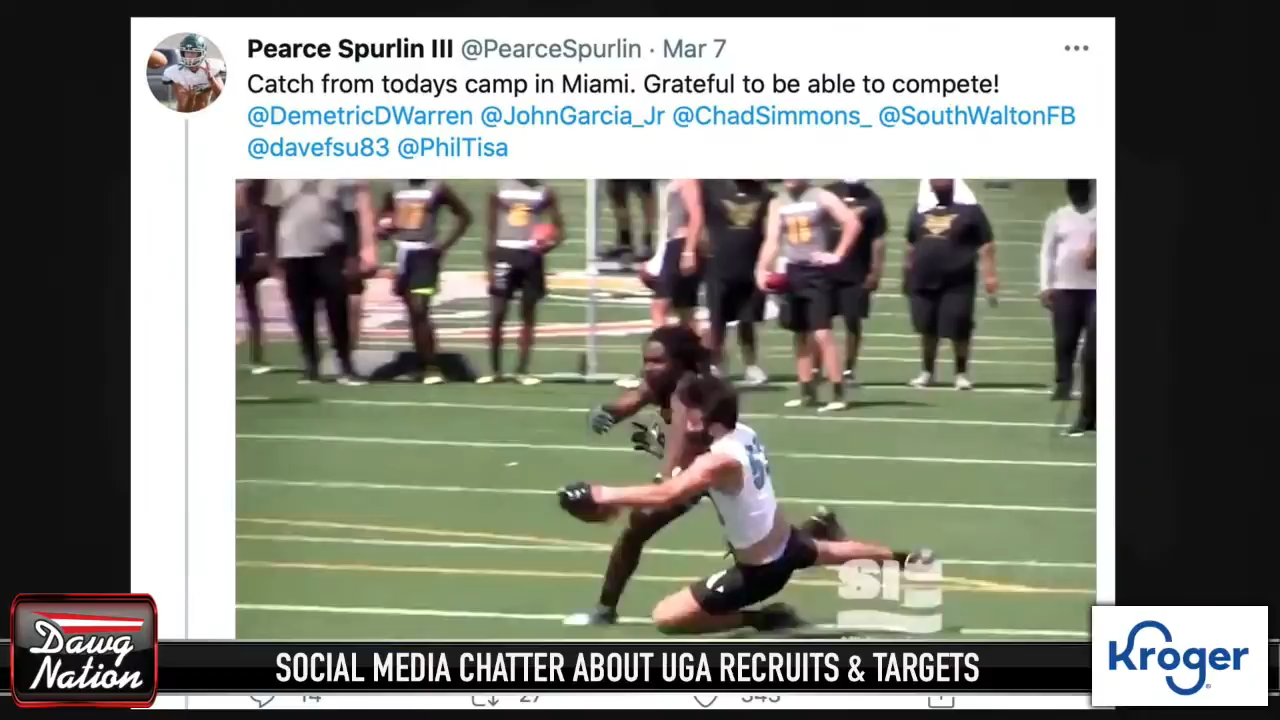 Pearce Spurlin III @PearceSpurlin · Mar 7
Catch from todays camp in Miami. Grateful to be able to compete!
@DemetricDWarren @JohnGarcia_Jr @ChadSimmons_ @SouthWaltonFB
@davefsu83 @PhilTisa
SI
Dawg
Nation
SOCIAL MEDIA CHATTER ABOUT UGA RECRUITS & TARGETS
Kroger